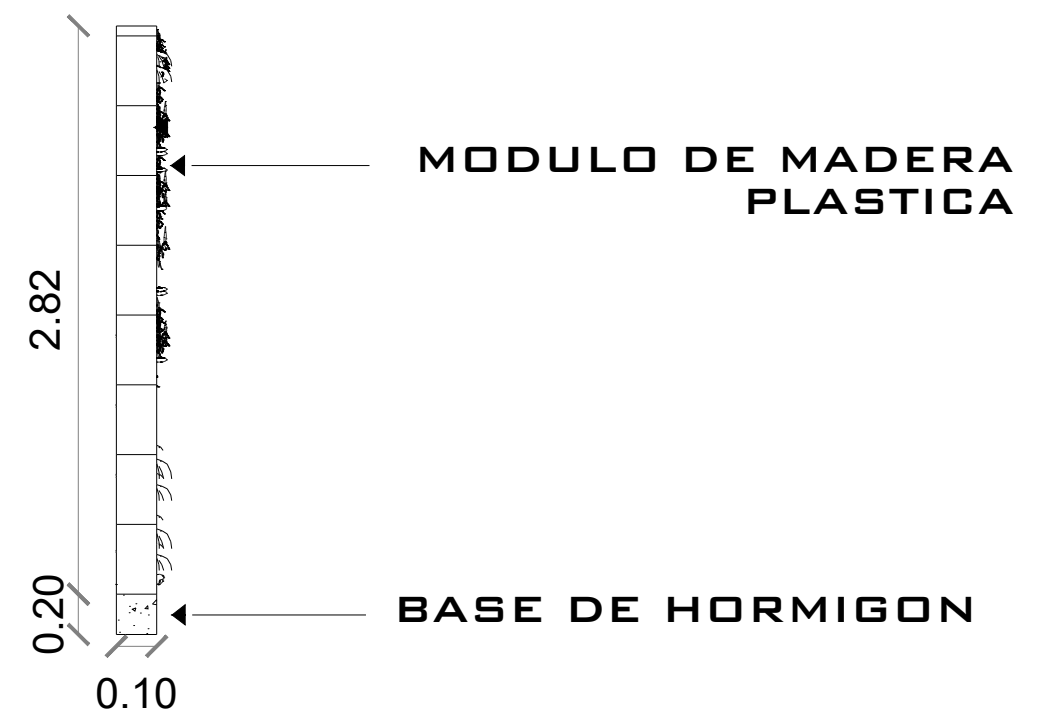 MODULO DE MADERA
PLASTICA
2.82
0.20
BASE DE HORMIGON
0.10